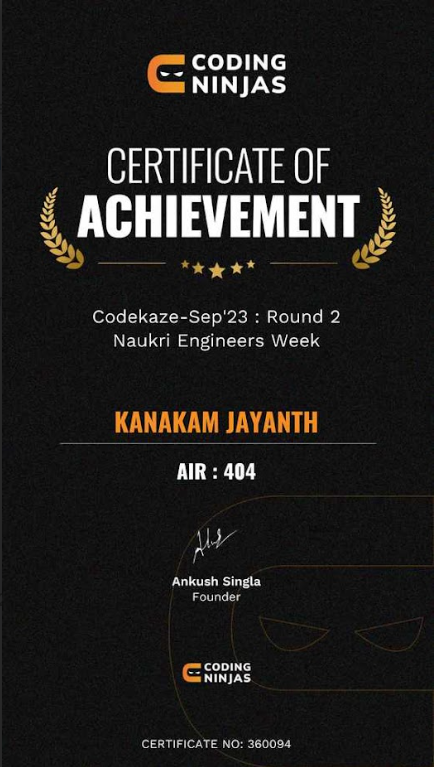 CODING
NINJAS
CERTIFICATE OF
ACHIEVEMENT
Codekaze-Sep'23 : Round 2
Naukri Engineers Week
KANAKAM JAYANTH
AIR : 404
Ankush Singla
Founder
CODING
NINJAS
CERTIFICATE NO: 360094